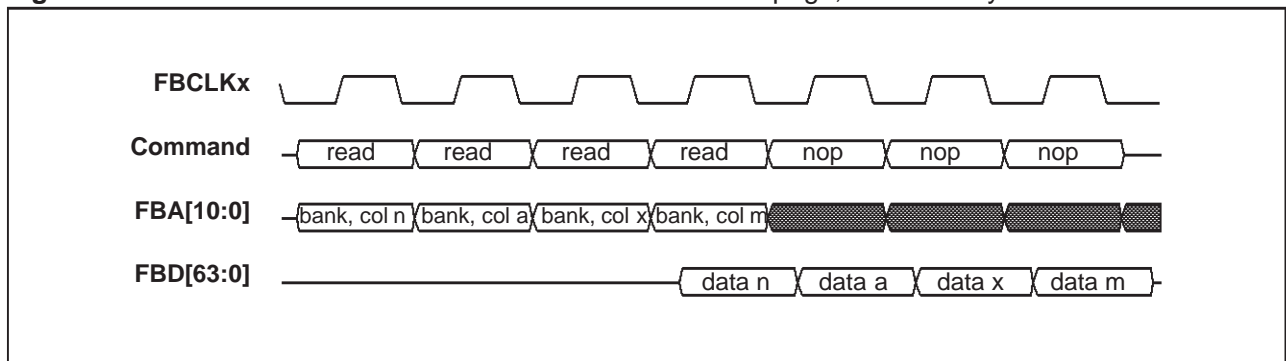 FBCLKx
Command read read read read nop nop nop
FBA[10:0] bank, col n bank, col a bank, col x bank, col m
FBD[63:0] data n data a data x data m